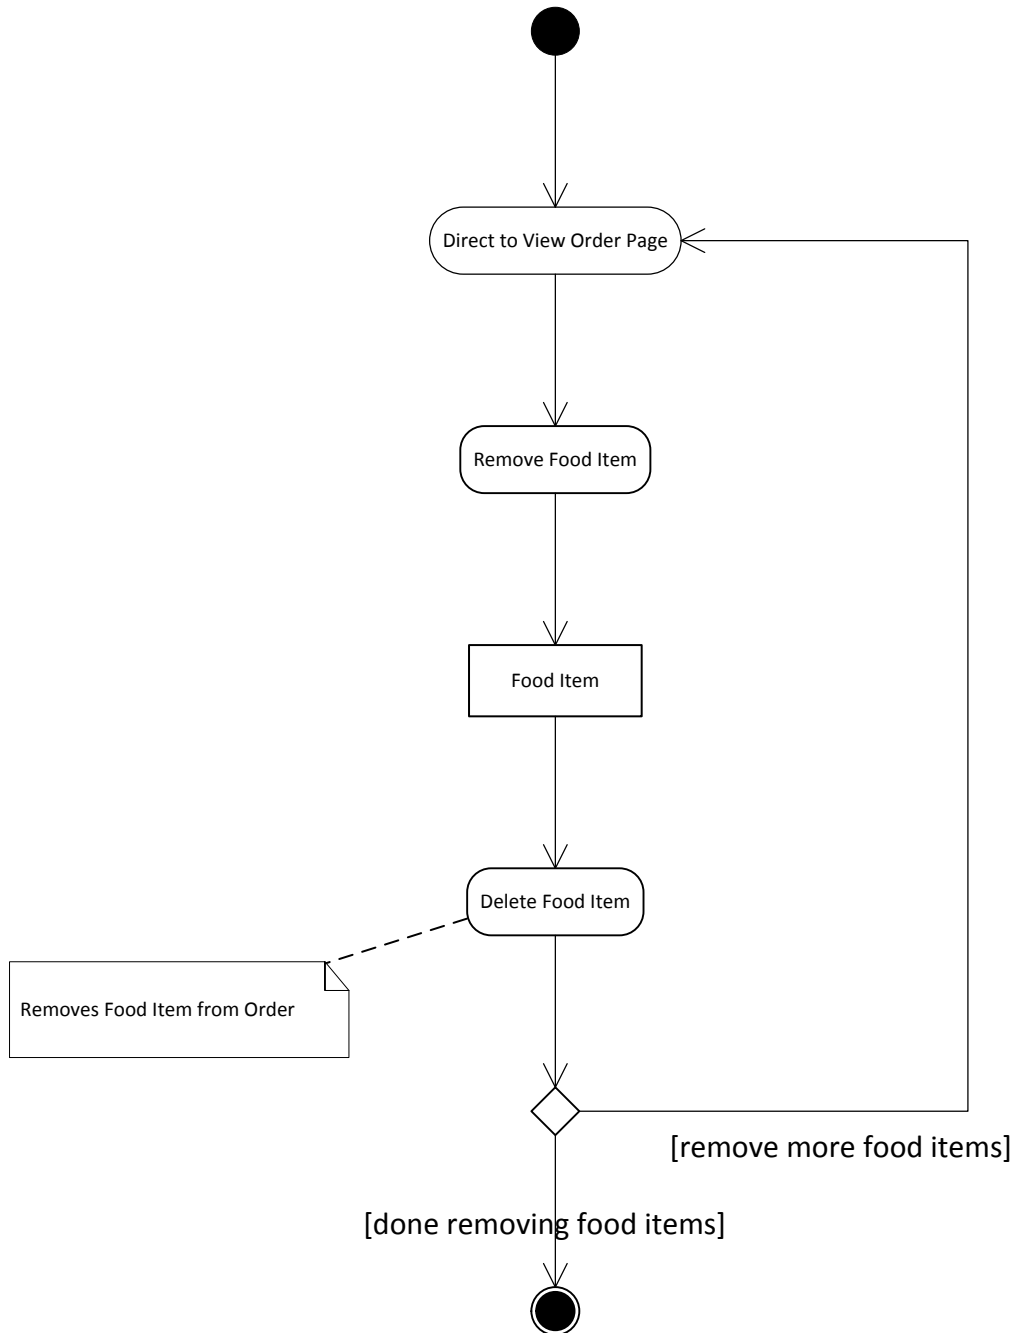 Direct to View Order Page
Remove Food Item
Food Item
Delete Food Item
Removes Food Item from Order
[remove more food items]
[done removing food items]